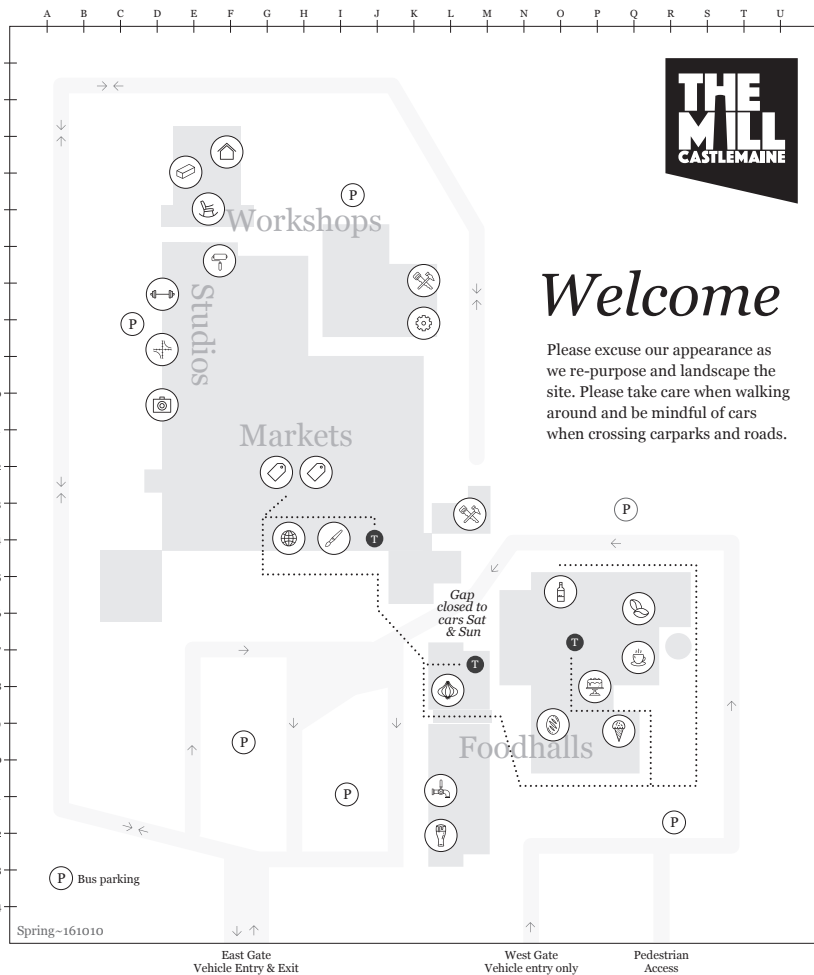 A B C D E F G H I J K L M N O P Q R S T U
THE
MILL
CASTLEMAINE
P
Workshops
Welcome
Studios
P
Please excuse our appearance as
we re-purpose and landscape the
site. Please take care when walking
around and be mindful of cars
when crossing carparks and roads.
Markets
P
T
Gap
closed to
cars Sat
& Sun
T
T
P
Foodhalls
P
P
P Bus parking
Spring~161010
East Gate
Vehicle Entry & Exit
West Gate
Vehicle entry only
Pedestrian
Access